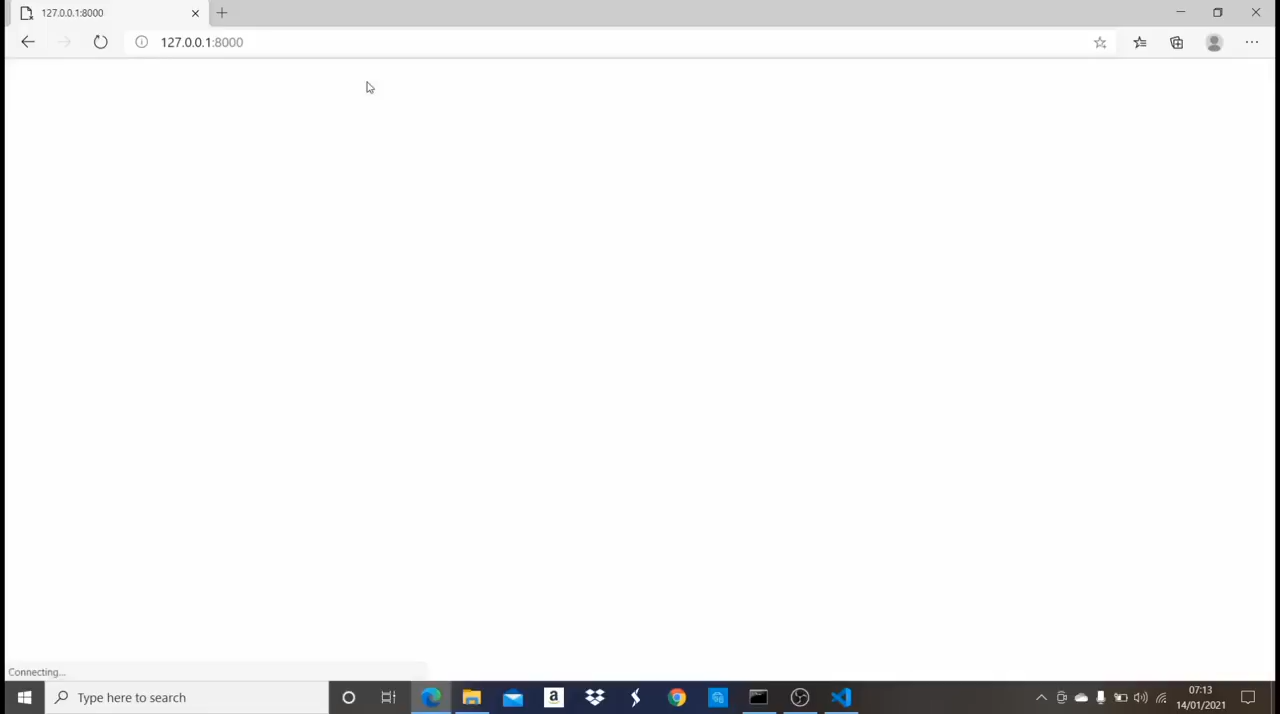 127.0.0.1:8000
127.0.0.1:8000
Connecting...
Type here to search
07:13
14/01/2021